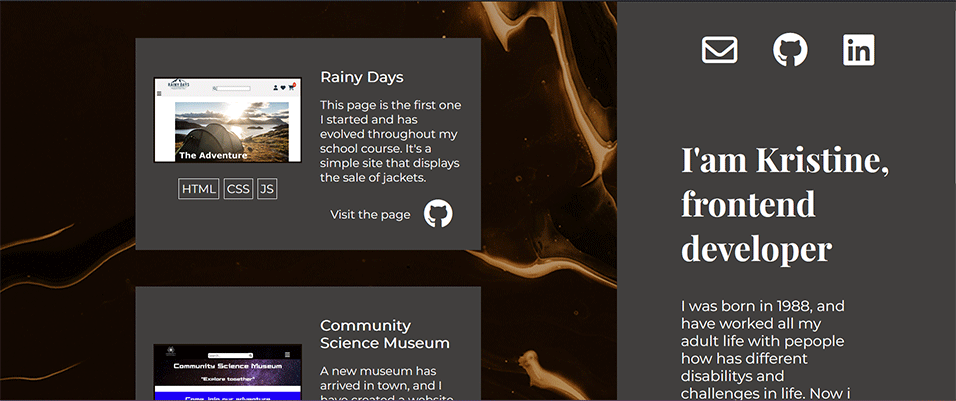 RAINY DAYS
The Adventure
HTML CSS JS
Rainy Days
This page is the first one
I started and has
evolved throughout my
school course. It's a
simple site that displays
the sale of jackets.
Visit the page
Community Science Museum
"Explore together"
Come, join our adventure
Community
Science Museum
A new museum has
arrived in town, and I
have created a website
I'am Kristine,
frontend
developer
I was born in 1988, and
have worked all my
adult life with pepople
how has different
disabilitys and
challenges in life. Now i